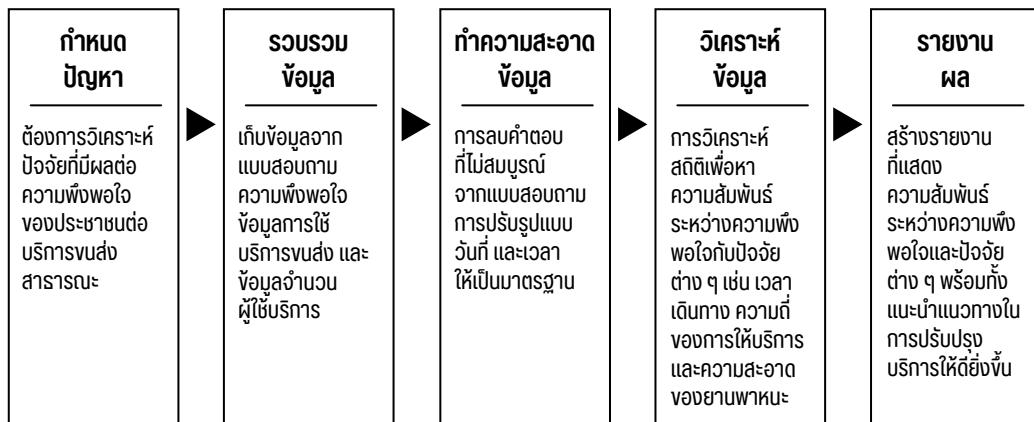 กำหนด
ปัญหา
ต้องการวิเคราะห์
ปัจจัยที่มีผลต่อ
ความพึงพอใจ
ของประชาชนต่อ
บริการขนส่ง
สาธารณะ
รวบรวม
ข้อมูล
เก็บข้อมูลจาก
แบบสอบถาม
ความพึงพอใจ
ข้อมูลการใช้
บริการขนส่ง และ
ข้อมูลจำนวน
ผู้ใช้บริการ
ทำความสะอาด
ข้อมูล
การลบคำตอบ
ที่ไม่สมบูรณ์
จากแบบสอบถาม
การปรับรูปแบบ
วันที่ และเวลา
ให้เป็นมาตรฐาน
วิเคราะห์
ข้อมูล
การวิเคราะห์
สถิติเพื่อหา
ความสัมพันธ์
ระหว่างความพึง
พอใจกับปัจจัย
ต่าง ๆ เช่น เวลา
เดินทาง ความถี่
ของการให้บริการ
และความสะอาด
ของยานพาหนะ
รายงาน
ผล
สร้างรายงาน
ที่แสดง
ความสัมพันธ์
ระหว่างความพึง
พอใจและปัจจัย
ต่าง ๆ พร้อมทั้ง
แนะนำแนวทางใน
การปรับปรุง
บริการให้ดียิ่งขึ้น